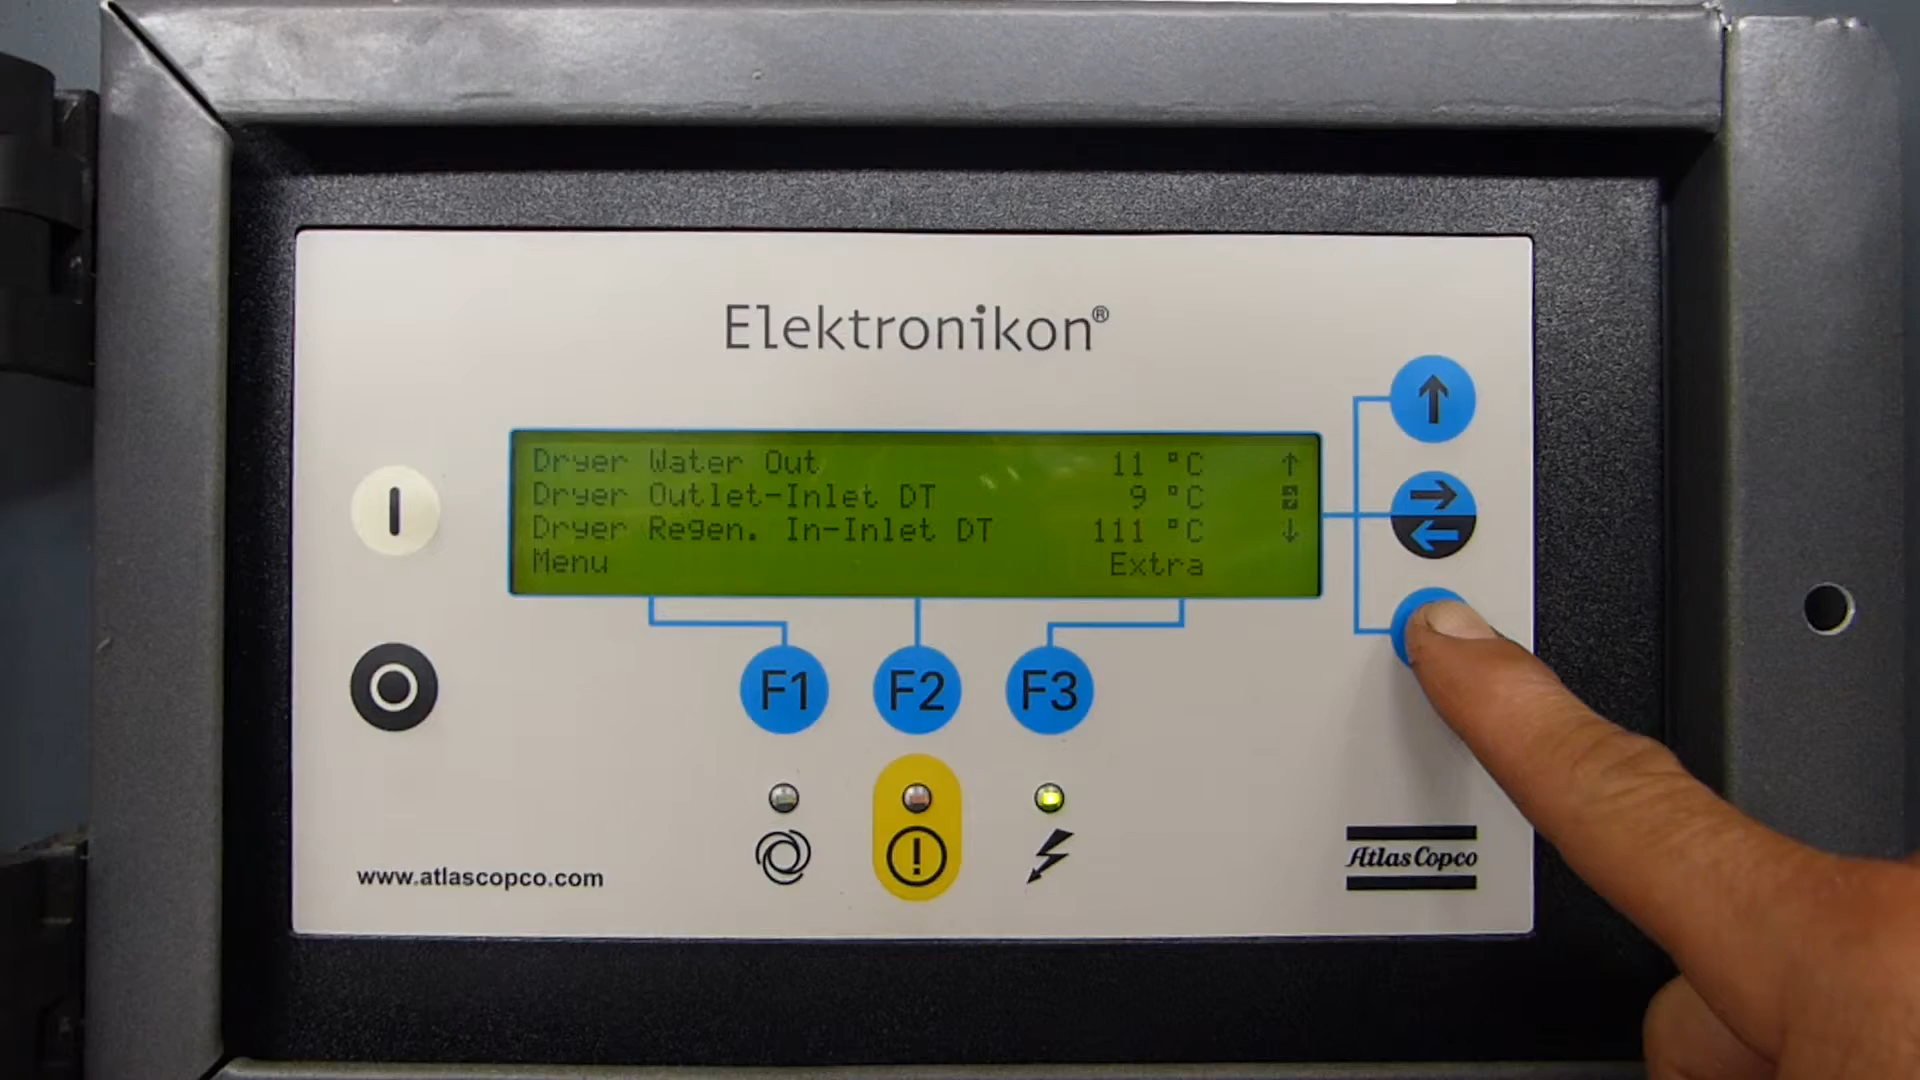 Elektronikon®
Dryer Water Out 11 °C ↑
Dryer Outlet-Inlet DT 9 °C
Dryer Regen. In-Inlet DT 111 °C ↓
Menu Extra
F1 F2 F3
www.atlascopco.com
Atlas Copco